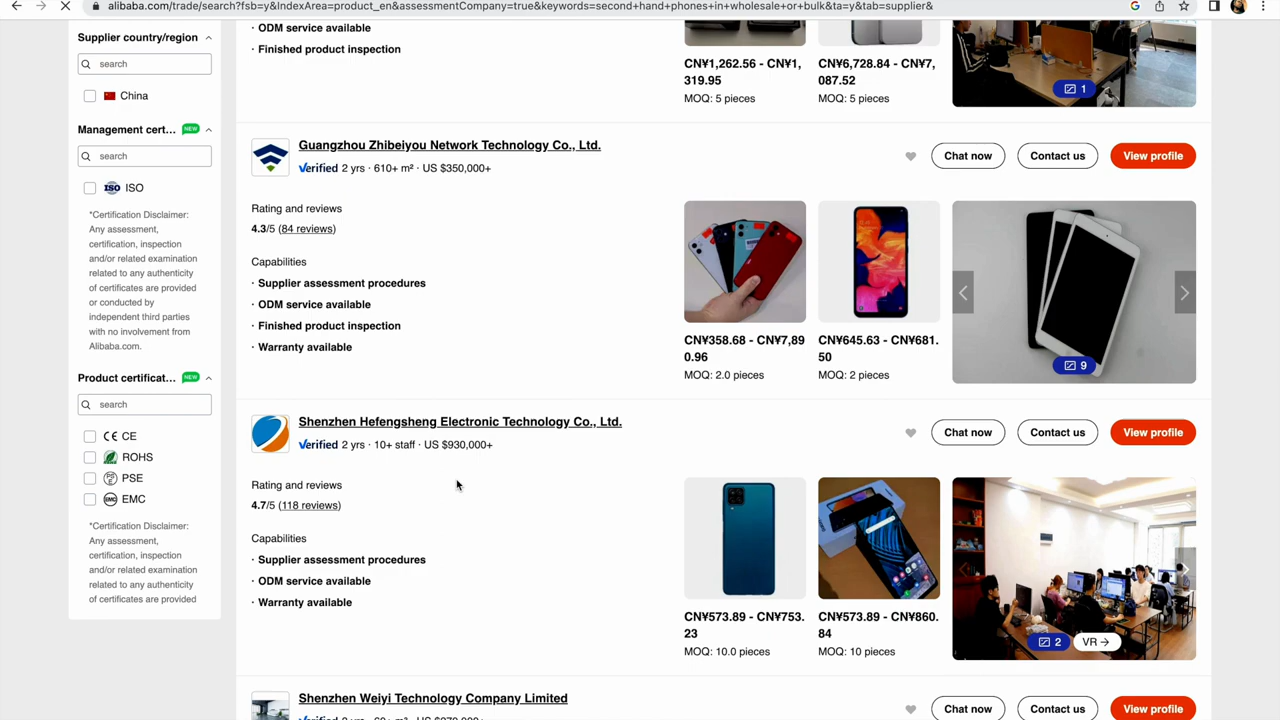 alibaba.com/trade/search?fsb=y&IndexArea=product_en&assessmentCompany=true&keywords=second+hand+phones+in+wholesale+or+bulk&ta=y&tab=supplier&
Supplier country/region
search
China
Management cert... NEW
search
ISO ISO
*Certification Disclaimer:
Any assessment,
certification, inspection
and/or related examination
related to any authenticity
of certificates are provided
or conducted by
independent third parties
with no involvement from
Alibaba.com.
Product certificat... NEW
search
CE
ROHS
PSE
EMC EMC
*Certification Disclaimer:
Any assessment,
certification, inspection
and/or related examination
related to any authenticity
of certificates are provided
· ODM service available
· Finished product inspection
CN¥1,262.56 - CN¥1,
319.95
MOQ: 5 pieces
CN¥6,728.84 - CN¥7,
087.52
MOQ: 5 pieces
1
Guangzhou Zhibeiyou Network Technology Co., Ltd.
Verified 2 yrs · 610+ m² · US $350,000+
Chat now
Contact us
View profile
Rating and reviews
4.3/5 (84 reviews)
Capabilities
· Supplier assessment procedures
· ODM service available
· Finished product inspection
· Warranty available
CN¥358.68 - CN¥7,89
0.96
MOQ: 2.0 pieces
CN¥645.63 - CN¥681.
50
MOQ: 2 pieces
9
Shenzhen Hefengsheng Electronic Technology Co., Ltd.
Verified 2 yrs · 10+ staff · US $930,000+
Chat now
Contact us
View profile
Rating and reviews
4.7/5 (118 reviews)
Capabilities
· Supplier assessment procedures
· ODM service available
· Warranty available
CN¥573.89 - CN¥753.
23
MOQ: 10.0 pieces
CN¥573.89 - CN¥860.
84
MOQ: 10 pieces
2
VR →
Shenzhen Weiyi Technology Company Limited
Verified 2 yrs · 60+ m² · US $270,000+
Chat now
Contact us
View profile